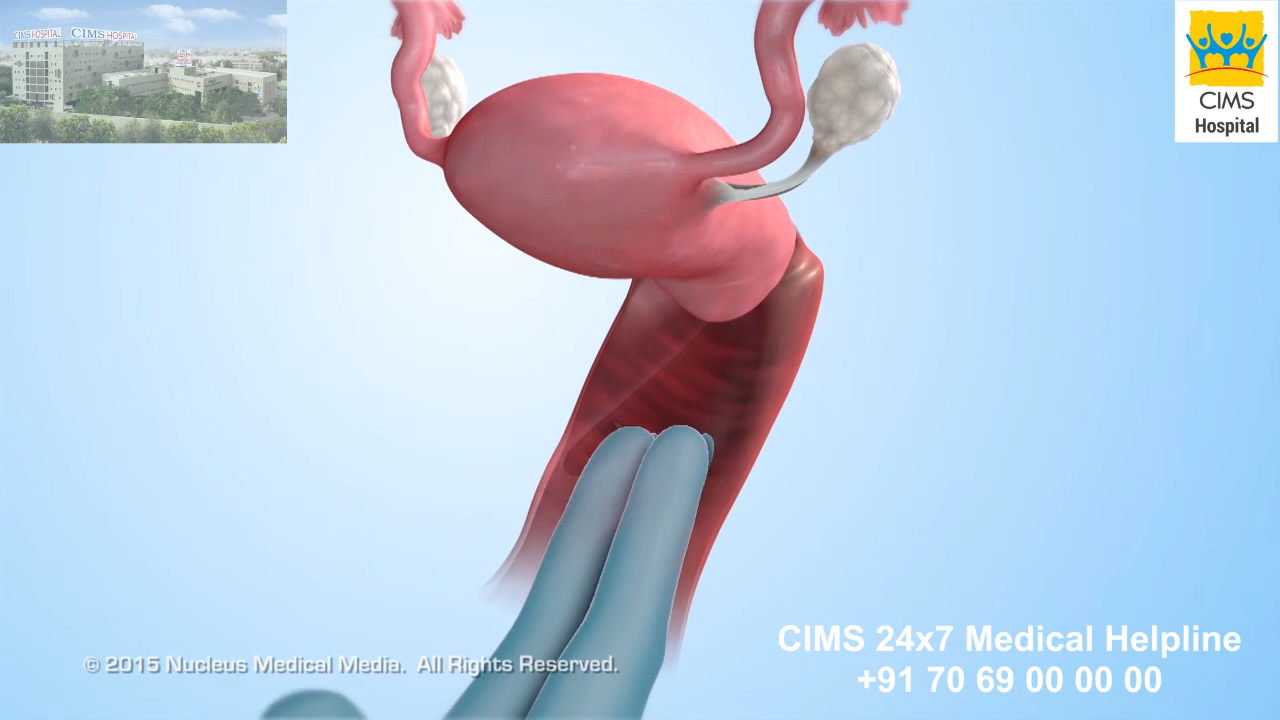 CIMS HOSPITAL CIMS HOSPITAL
CIMS
Hospital
CIMS 24x7 Medical Helpline
+91 70 69 00 00 00
© 2015 Nucleus Medical Media. All Rights Reserved.